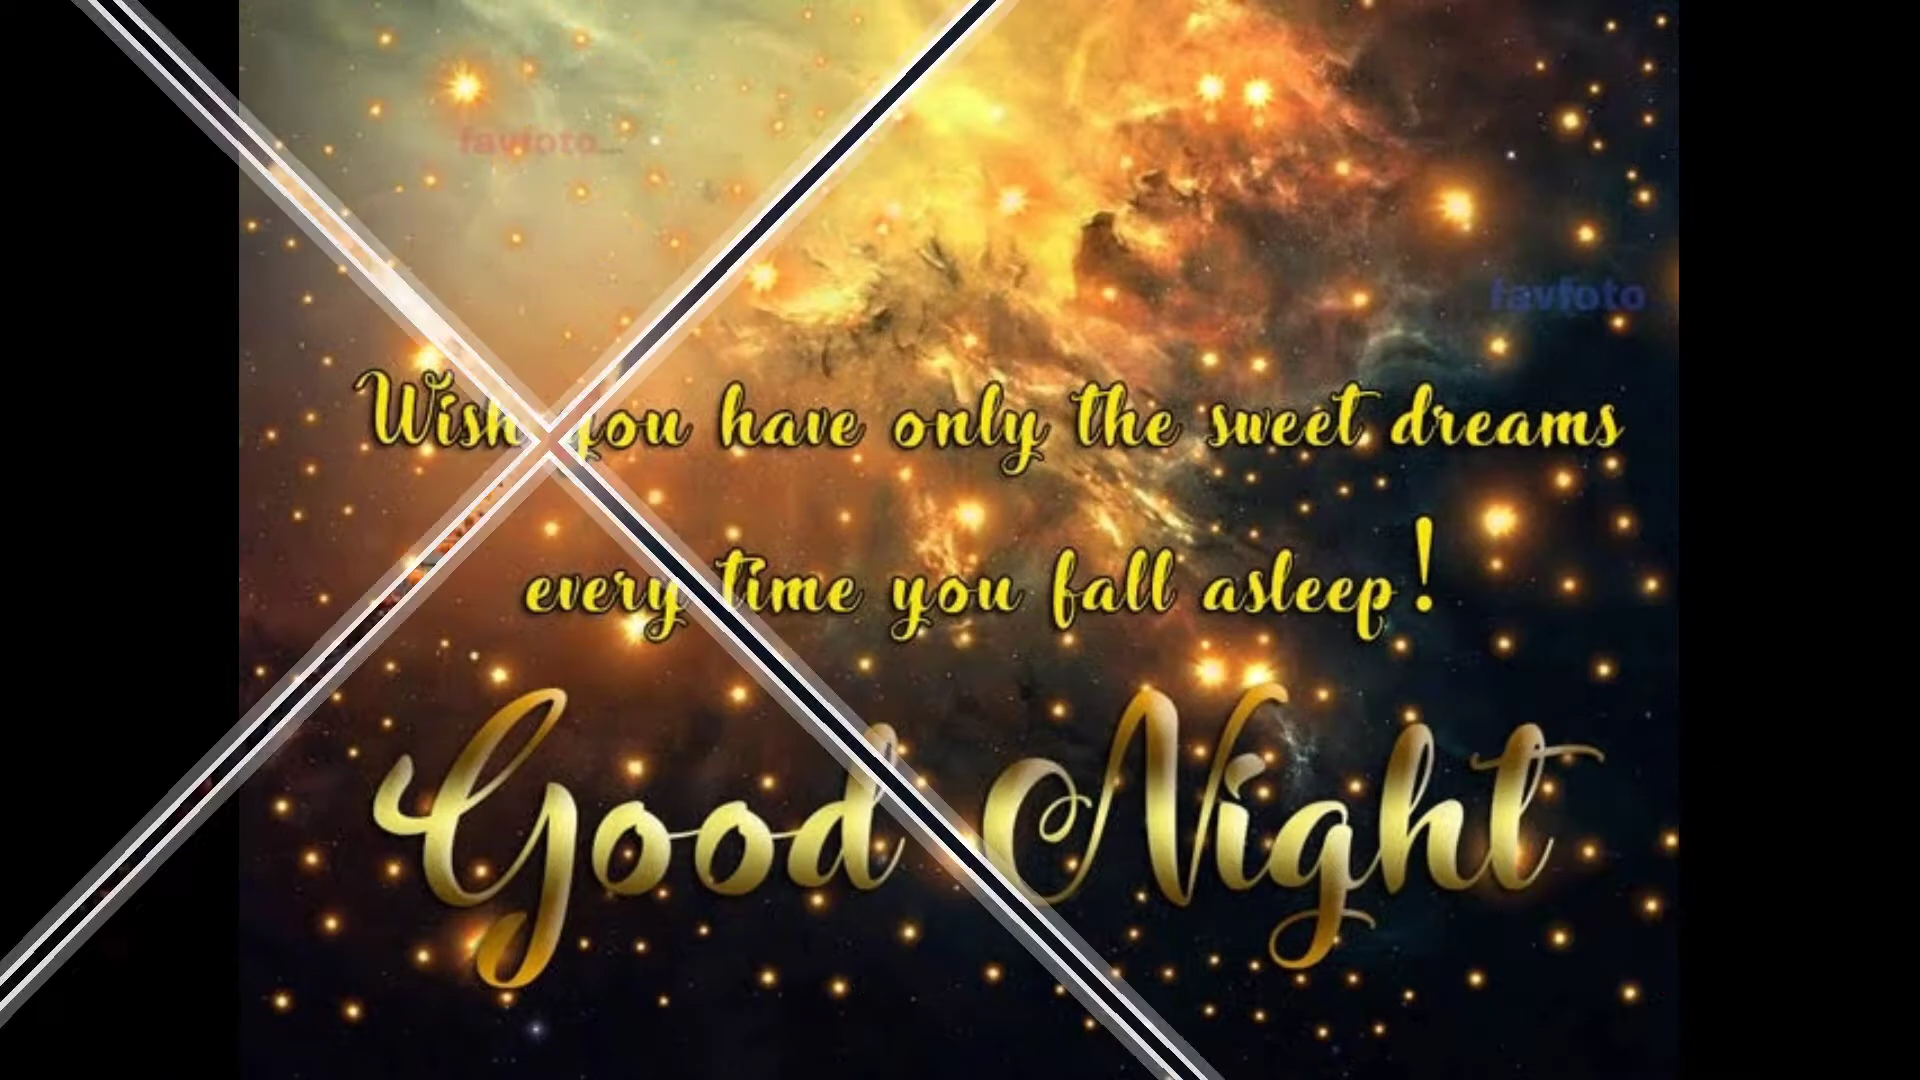 favfoto
favfoto
Wish you have only the sweet dreams
every time you fall asleep!
Good Night